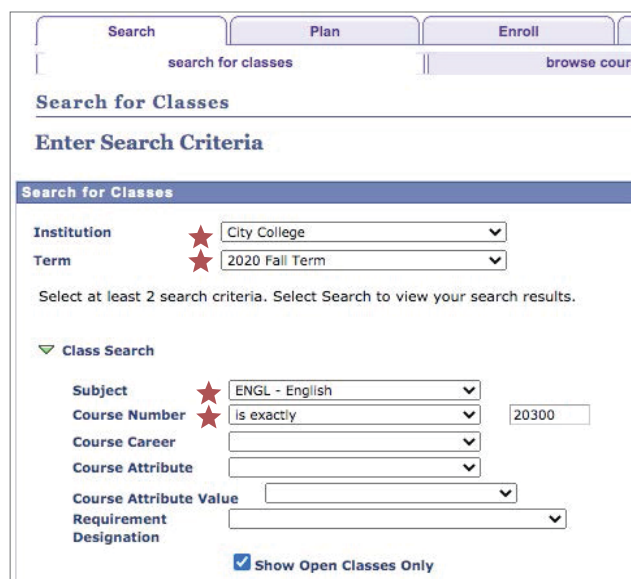 Search Plan Enroll
search for classes browse cour
Search for Classes
Enter Search Criteria
Search for Classes
Institution City College
Term 2020 Fall Term
Select at least 2 search criteria. Select Search to view your search results.
Class Search
Subject ENGL - English
Course Number is exactly 20300
Course Career
Course Attribute
Course Attribute Value
Requirement
Designation
Show Open Classes Only